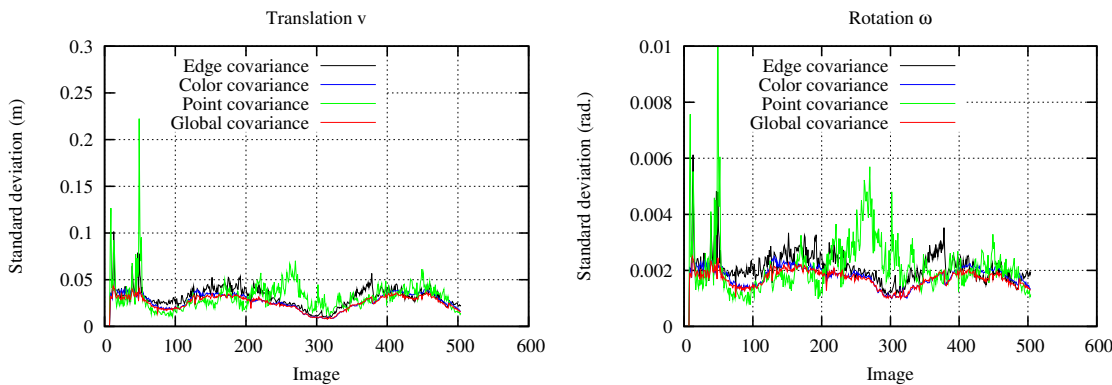 Translation v
0.3
0.25
0.2
0.15
0.1
0.05
0
0 100 200 300 400 500 600
Standard deviation (m)
Image
Edge covariance
Color covariance
Point covariance
Global covariance
Rotation ω
0.01
0.008
0.006
0.004
0.002
0
0 100 200 300 400 500 600
Standard deviation (rad.)
Image
Edge covariance
Color covariance
Point covariance
Global covariance